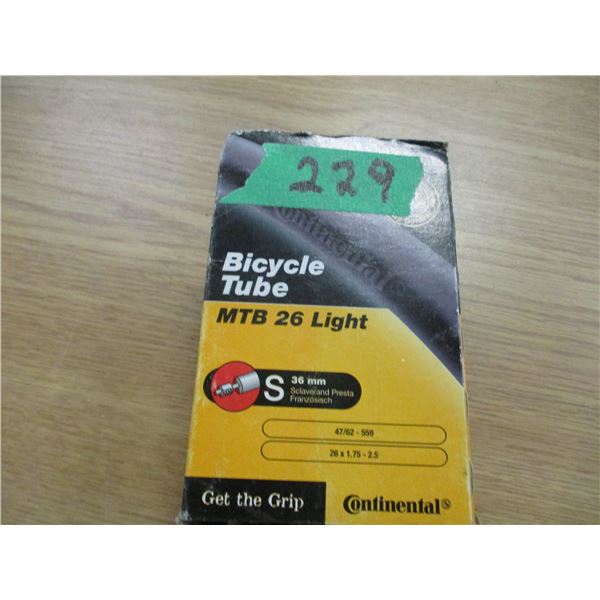 229
Continental
Bicycle
Tube
MTB 26 Light
S
36 mm
Sclaverand Presta
Französisch
47/62 - 559
26 x 1.75 - 2.5
Get the Grip
Continental